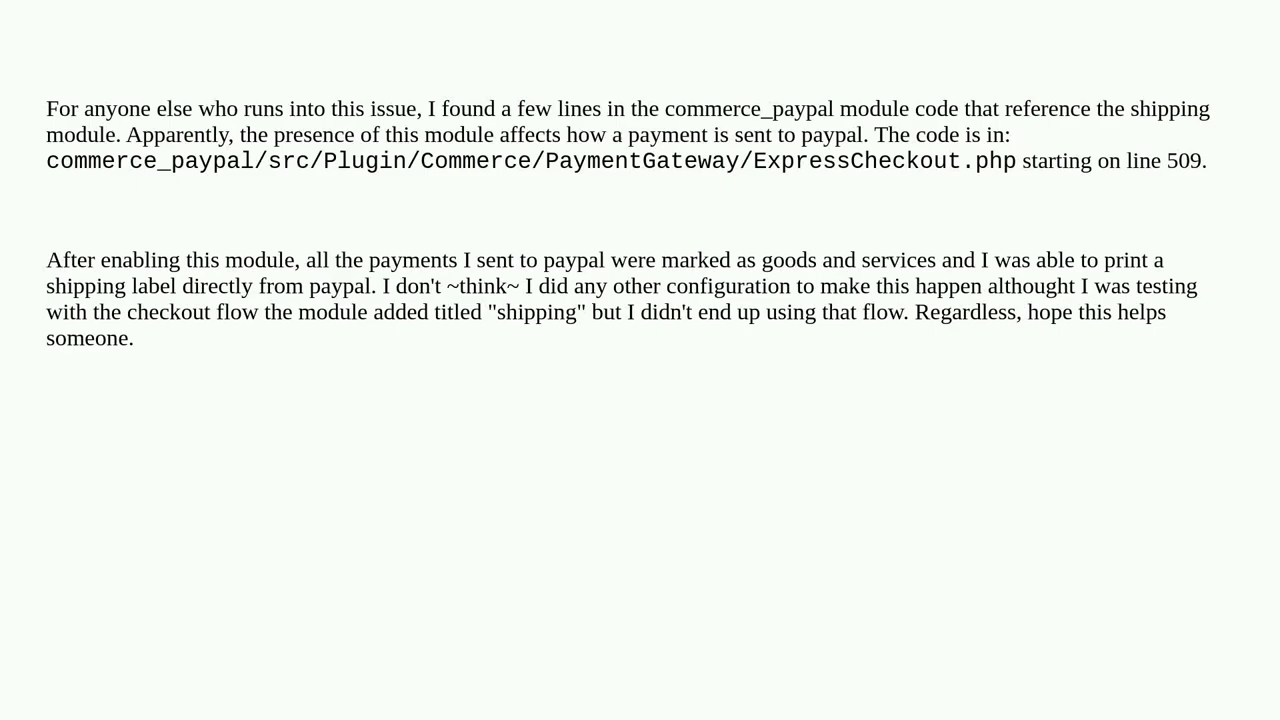 For anyone else who runs into this issue, I found a few lines in the commerce_paypal module code that reference the shipping
module. Apparently, the presence of this module affects how a payment is sent to paypal. The code is in:
commerce_paypal/src/Plugin/Commerce/PaymentGateway/ExpressCheckout.php starting on line 509.
After enabling this module, all the payments I sent to paypal were marked as goods and services and I was able to print a
shipping label directly from paypal. I don't ~think~ I did any other configuration to make this happen althought I was testing
with the checkout flow the module added titled "shipping" but I didn't end up using that flow. Regardless, hope this helps
someone.